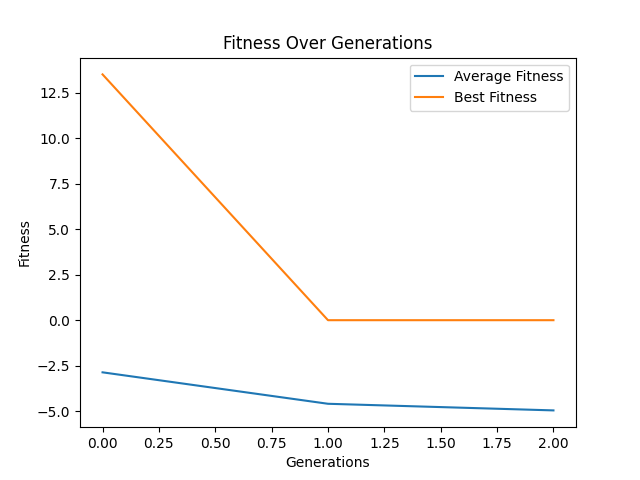 Fitness Over Generations
Average Fitness
Best Fitness
12.5
10.0
7.5
5.0
2.5
0.0
−2.5
−5.0
Fitness
0.00 0.25 0.50 0.75 1.00 1.25 1.50 1.75 2.00
Generations